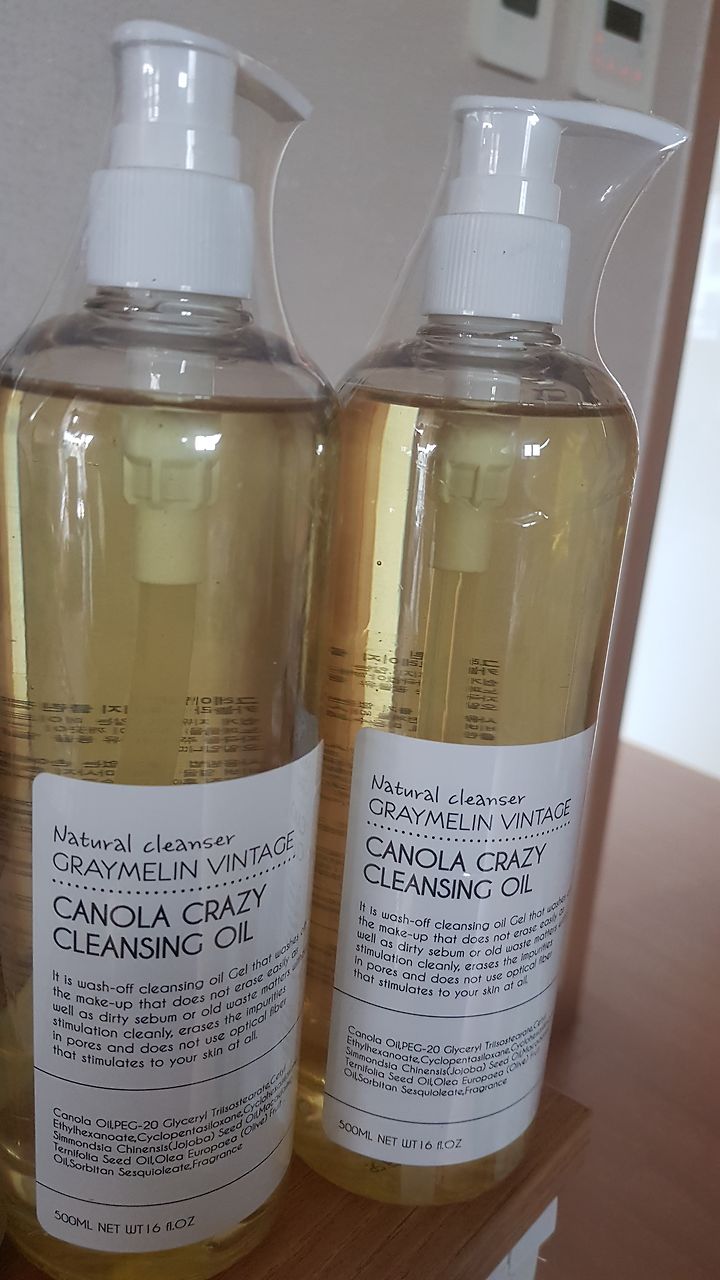 Natural cleanser
GRAYMELIN VINTAGE
CANOLA CRAZY
CLEANSING OIL
It is wash-off cleansing oil Gel that washes
the make-up that does not erase easily as
well as dirty sebum or old waste matters
stimulation cleanly, erases the impurities
in pores and does not use optical fiber
that stimulates to your skin at all.
Canola Oil,PEG-20 Glyceryl Triisostearate,Cetyl
Ethylhexanoate,Cyclopentasiloxane,
Simmondsia Chinensis(Jojoba) Seed Oil,
Ternifolia Seed Oil,Olea Europaea (Olive) Fruit
Oil,Sorbitan Sesquioleate,Fragrance
500ML NET WT16 fl.OZ
Natural cleanser
GRAYMELIN VINTAGE
CANOLA CRAZY
CLEANSING OIL
It is wash-off cleansing oil Gel that washes
the make-up that does not erase easily as
well as dirty sebum or old waste matters
stimulation cleanly, erases the impurities
in pores and does not use optical fiber
that stimulates to your skin at all.
Canola Oil,PEG-20 Glyceryl Triisostearate,
Ethylhexanoate,Cyclopentasiloxane,
Simmondsia Chinensis(Jojoba) Seed Oil,
Ternifolia Seed Oil,Olea Europaea (Olive) Fruit
Oil,Sorbitan Sesquioleate,Fragrance
500ML NET WT16 fl.OZ